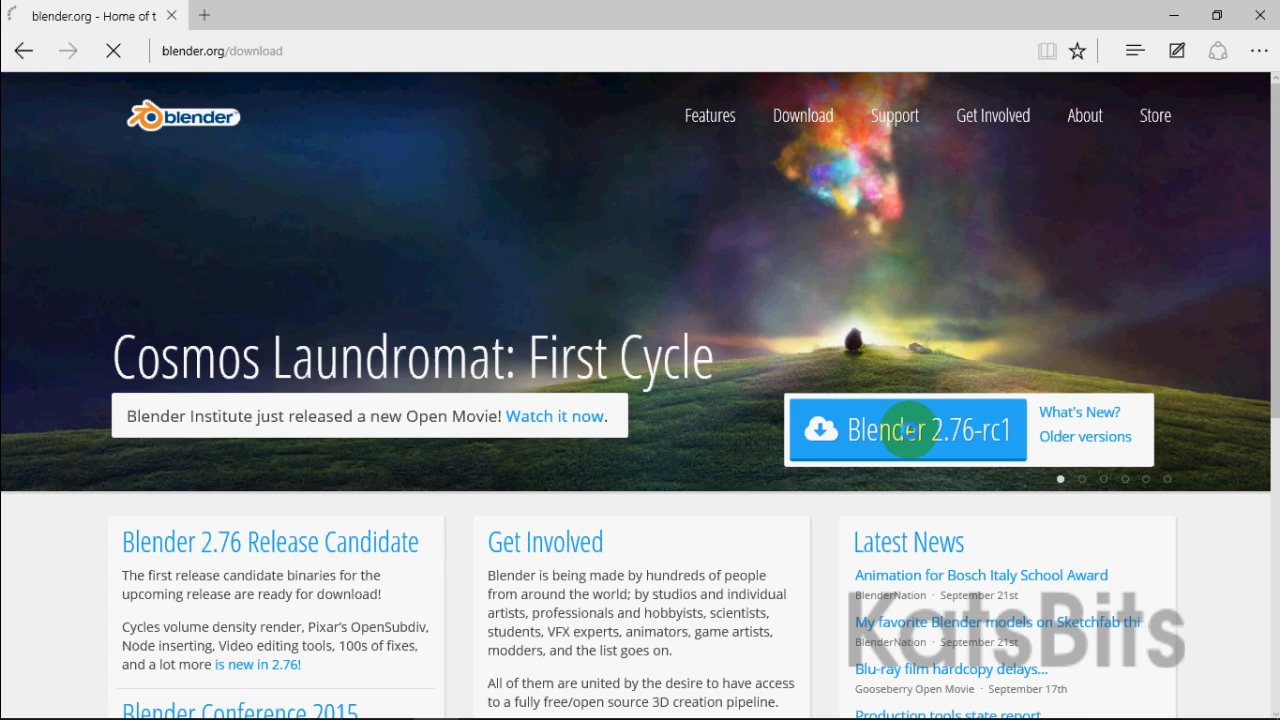 blender.org - Home of t
blender.org/download
blender
Features
Download
Support
Get Involved
About
Store
Cosmos Laundromat: First Cycle
Blender Institute just released a new Open Movie! Watch it now.
Blender 2.76-rc1
What's New?
Older versions
Blender 2.76 Release Candidate
The first release candidate binaries for the
upcoming release are ready for download!
Cycles volume density render, Pixar's OpenSubdiv,
Node inserting, Video editing tools, 100s of fixes,
and a lot more is new in 2.76!
Blender Conference 2015
Get Involved
Blender is being made by hundreds of people
from around the world; by studios and individual
artists, professionals and hobbyists, scientists,
students, VFX experts, animators, game artists,
modders, and the list goes on.
All of them are united by the desire to have access
to a fully free/open source 3D creation pipeline.
Latest News
Animation for Bosch Italy School Award
BlenderNation · September 21st
My favorite Blender models on Sketchfab thi
BlenderNation · September 21st
Blu-ray film hardcopy delays...
Gooseberry Open Movie · September 17th
Production tools state report
KatsBits